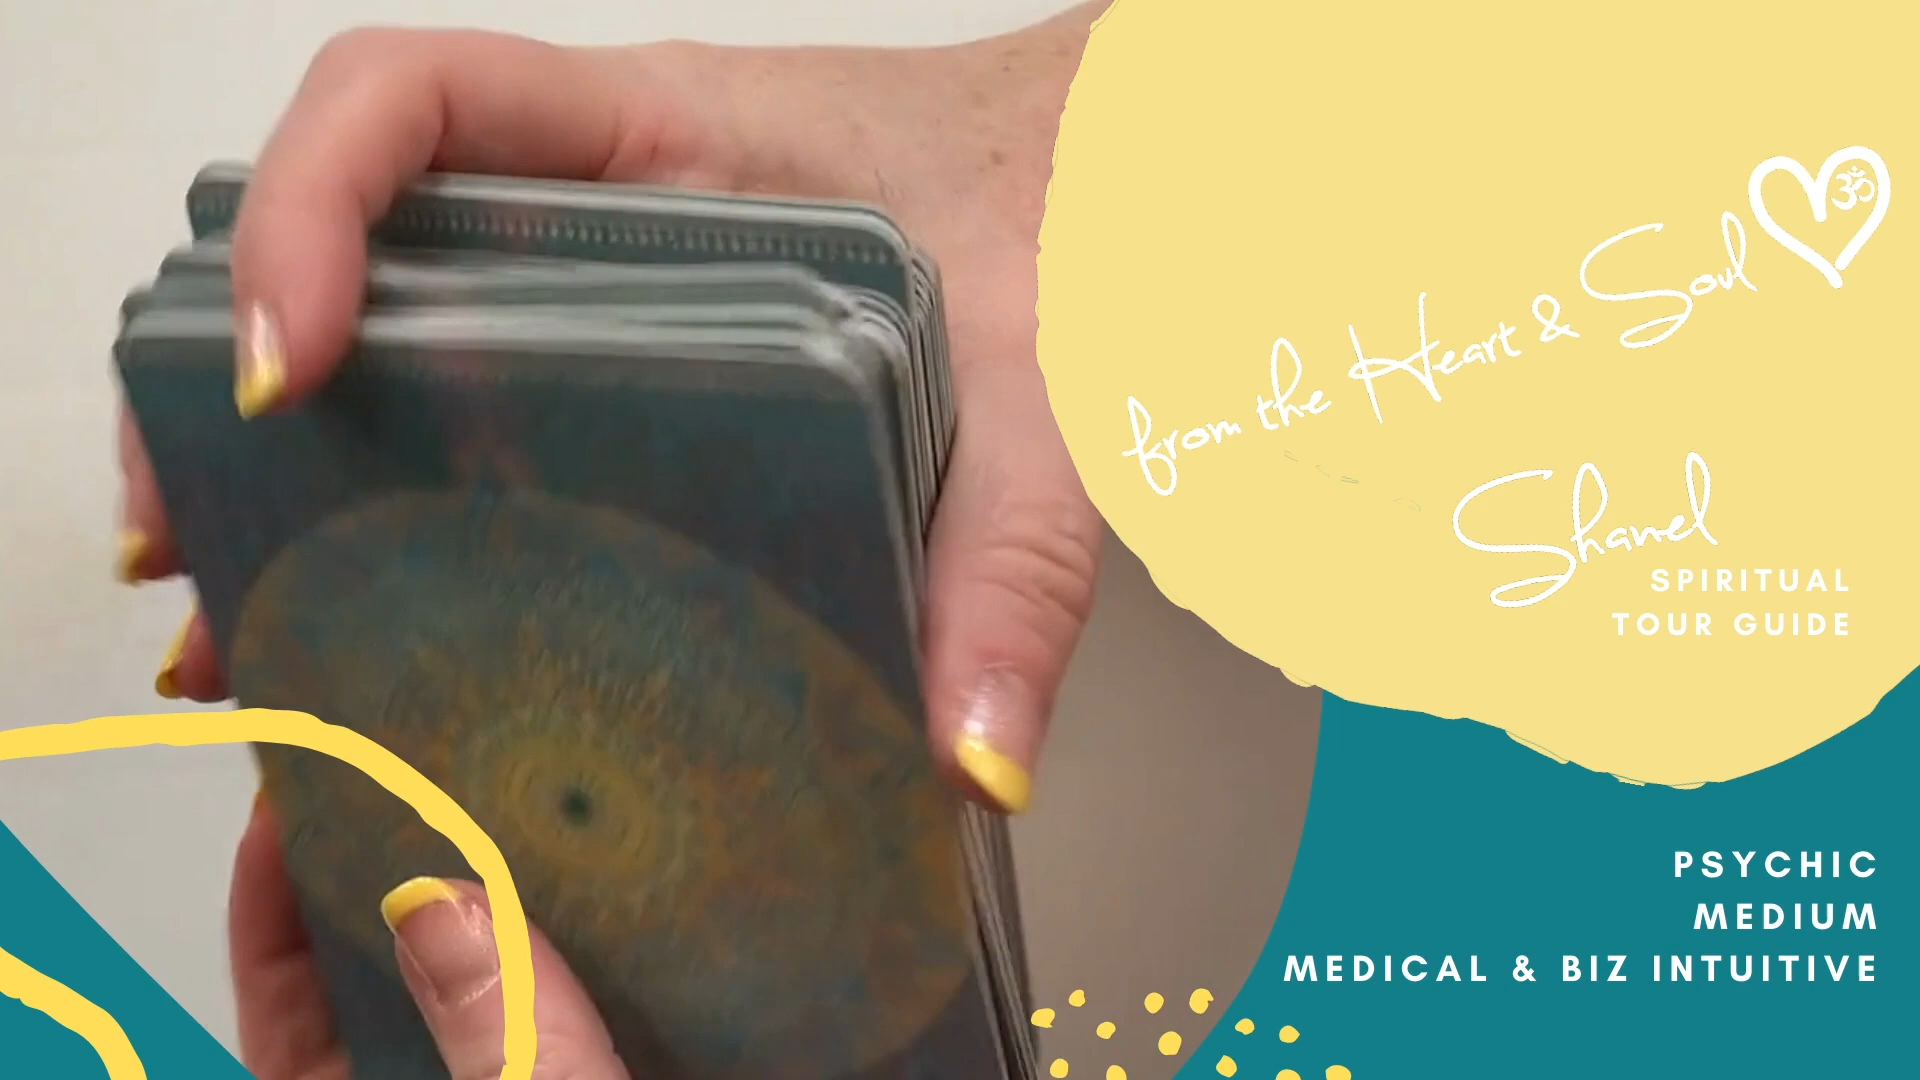 from the Heart & Soul
ॐ
Shanel
SPIRITUAL
TOUR GUIDE
PSYCHIC
MEDIUM
MEDICAL & BIZ INTUITIVE